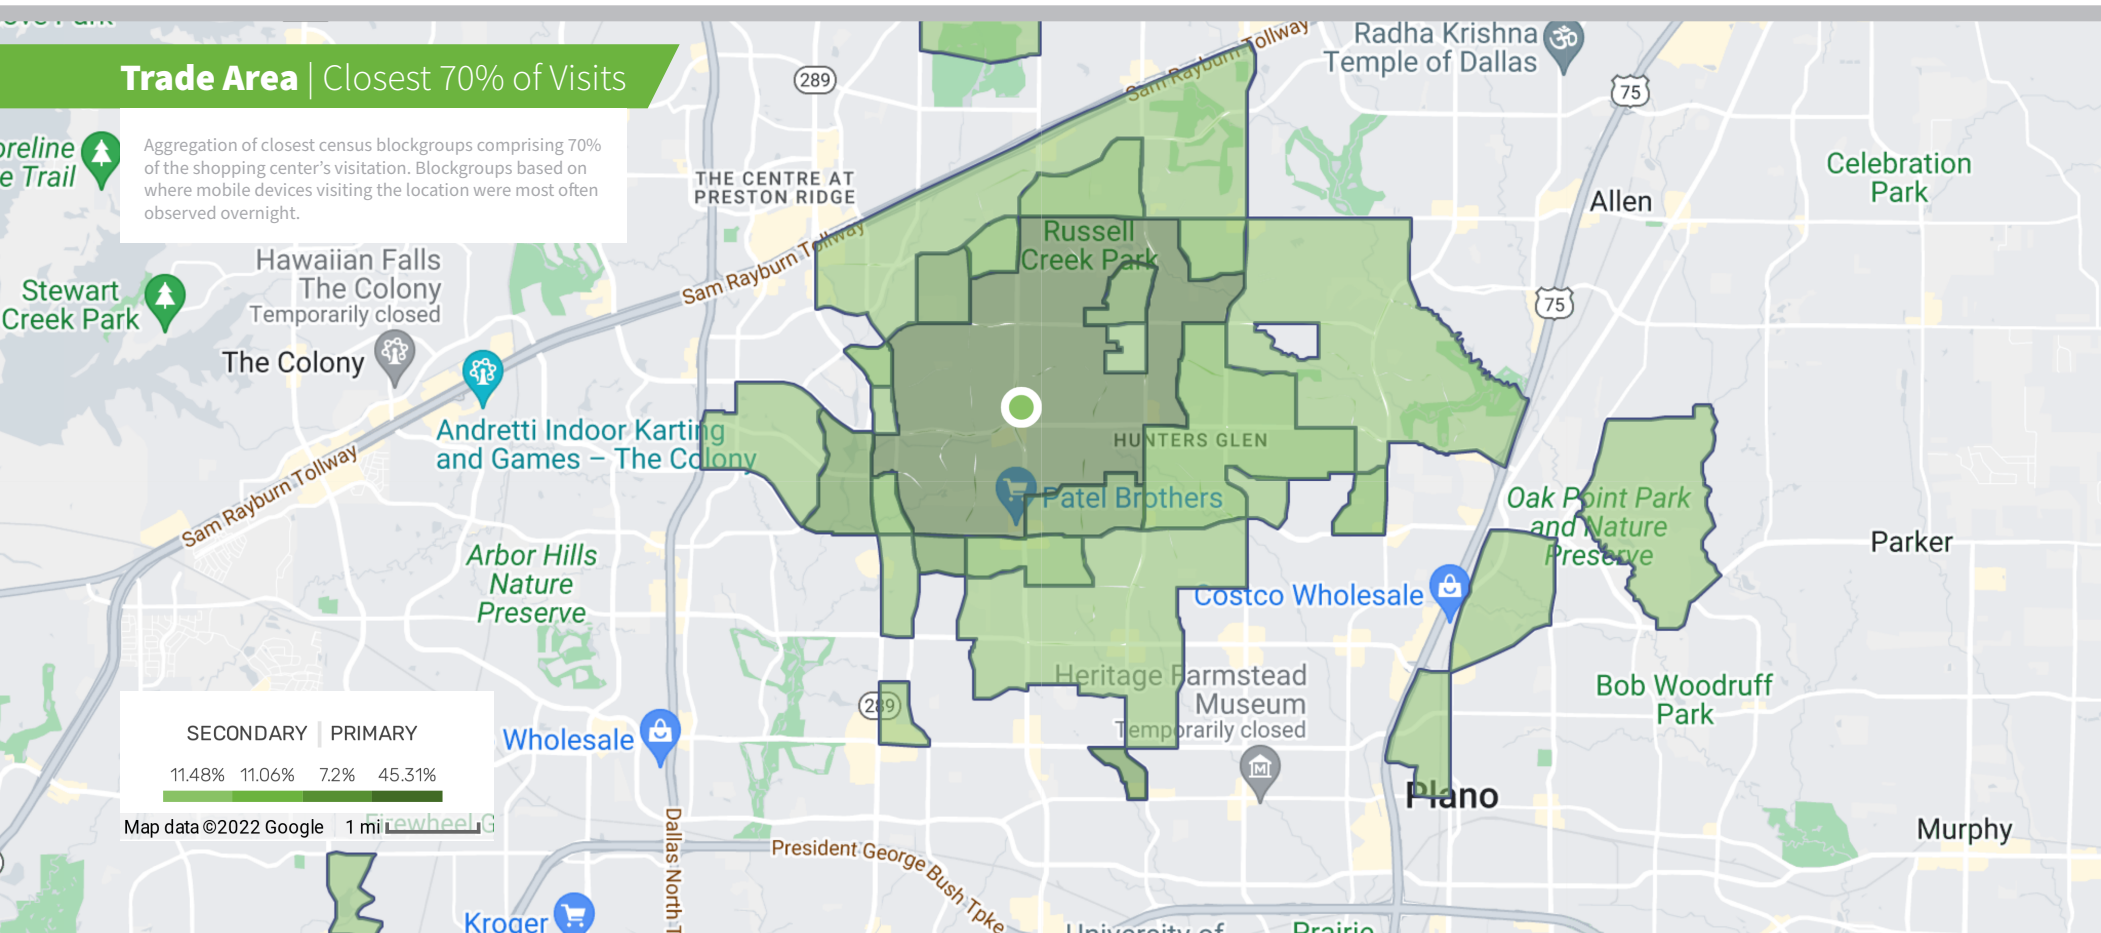 Trade Area | Closest 70% of Visits
Aggregation of closest census blockgroups comprising 70%
of the shopping center's visitation. Blockgroups based on
where mobile devices visiting the location were most often
observed overnight.
289
Sam Rayburn Tollway
Radha Krishna
Temple of Dallas
75
Celebration
Park
Allen
THE CENTRE AT
PRESTON RIDGE
Sam Rayburn Tollway
Russell
Creek Park
Hawaiian Falls
The Colony
Temporarily closed
Stewart
Creek Park
75
The Colony
Andretti Indoor Karting
and Games – The Colony
HUNTERS GLEN
Sam Rayburn Tollway
Patel Brothers
Oak Point Park
and Nature
Preserve
Parker
Arbor Hills
Nature
Preserve
Costco Wholesale
Heritage Farmstead
Museum
Temporarily closed
Bob Woodruff
Park
289
Wholesale
SECONDARY | PRIMARY
11.48% 11.06% 7.2% 45.31%
Map data ©2022 Google 1 mi
Firewheel G
Plano
Murphy
Dallas North T
President George Bush Tpke
Kroger
University of
Prairie